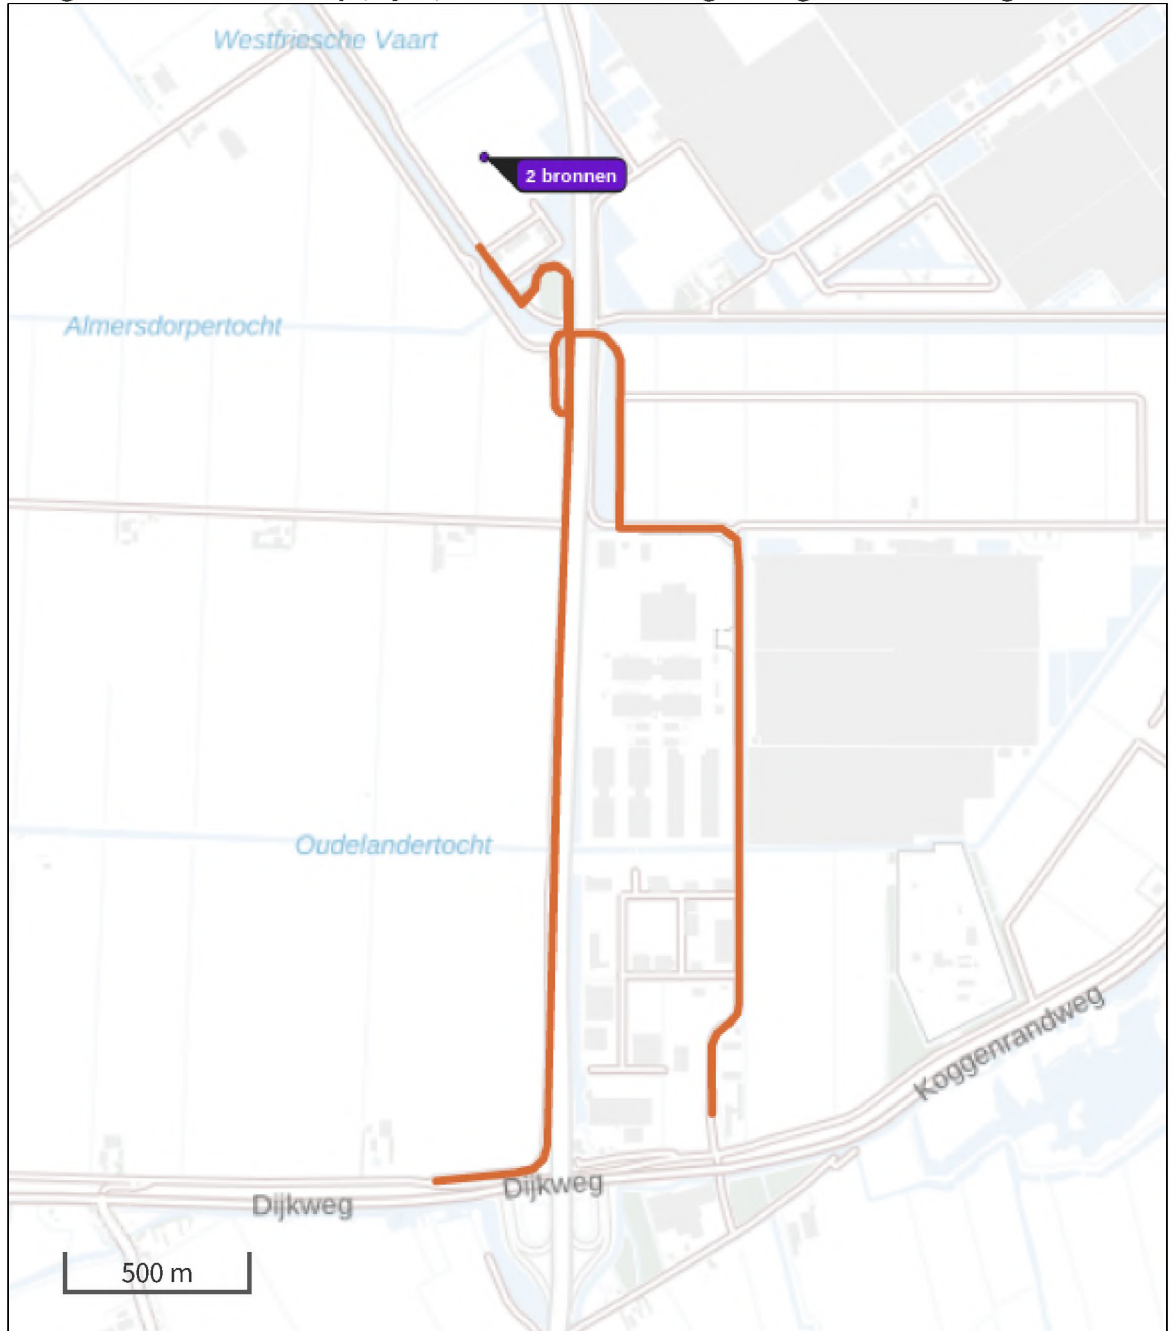 Westfriesche Vaart
2 bronnen
Almersdorpertocht
Oudelandertocht
Koggenrandweg
Dijkweg
Dijkweg
500 m